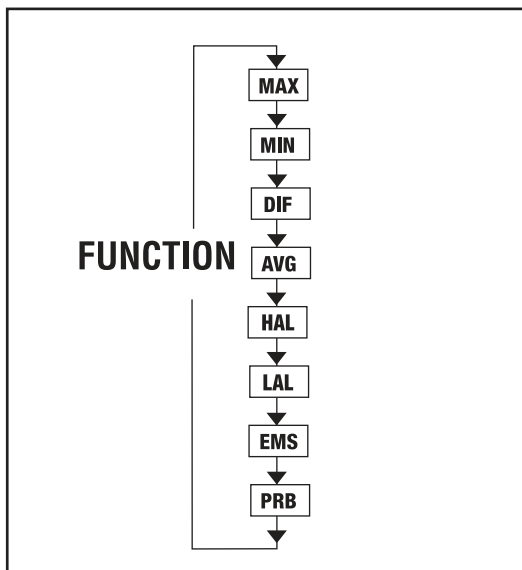 MAX
MIN
DIF
FUNCTION
AVG
HAL
LAL
EMS
PRB